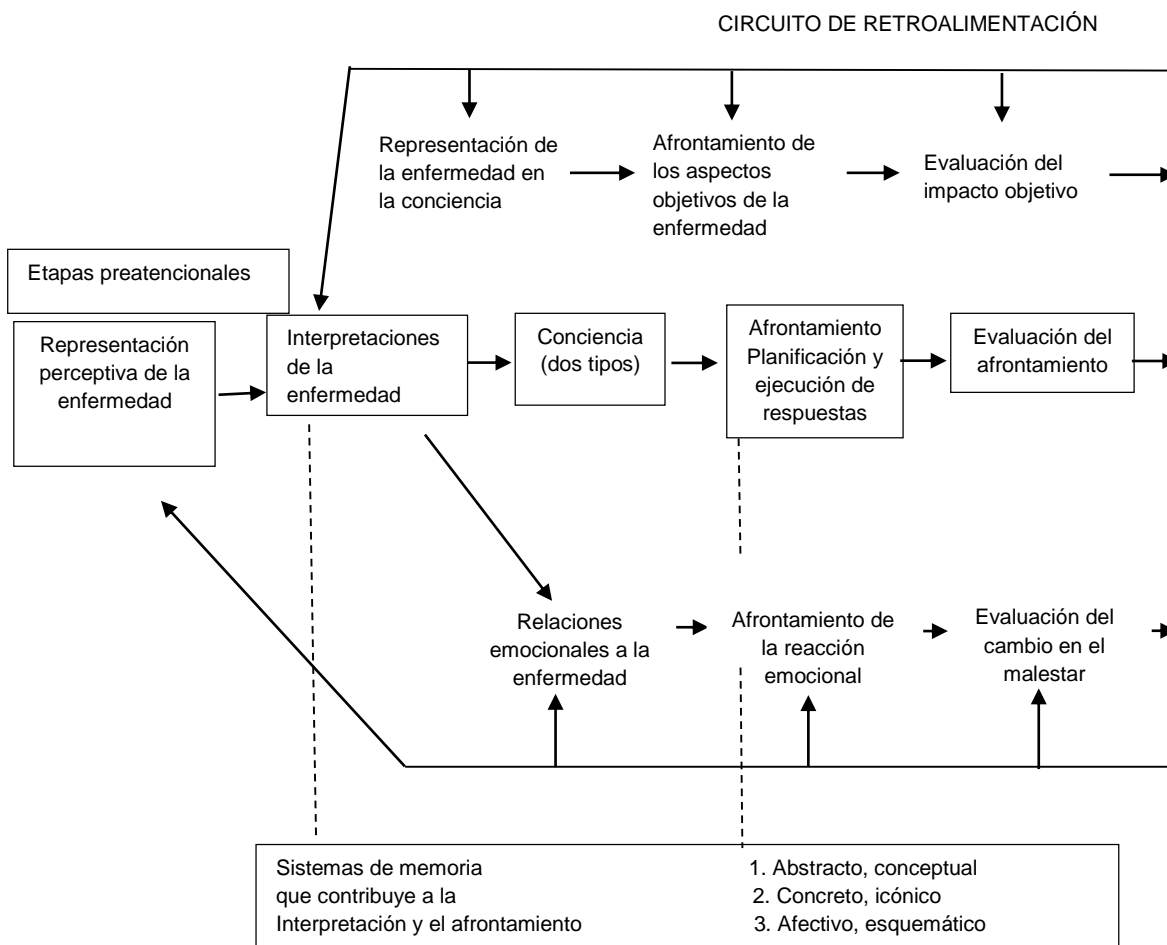 CIRCUITO DE RETROALIMENTACIÓN
Representación de
la enfermedad en
la conciencia
Afrontamiento de
los aspectos
objetivos de la
enfermedad
Evaluación del
impacto objetivo
Etapas preatencionales
Representación
perceptiva de la
enfermedad
Interpretaciones
de la
enfermedad
Conciencia
(dos tipos)
Afrontamiento
Planificación y
ejecución de
respuestas
Evaluación del
afrontamiento
Relaciones
emocionales a la
enfermedad
Afrontamiento de
la reacción
emocional
Evaluación del
cambio en el
malestar
Sistemas de memoria
que contribuye a la
Interpretación y el afrontamiento
1. Abstracto, conceptual
2. Concreto, icónico
3. Afectivo, esquemático